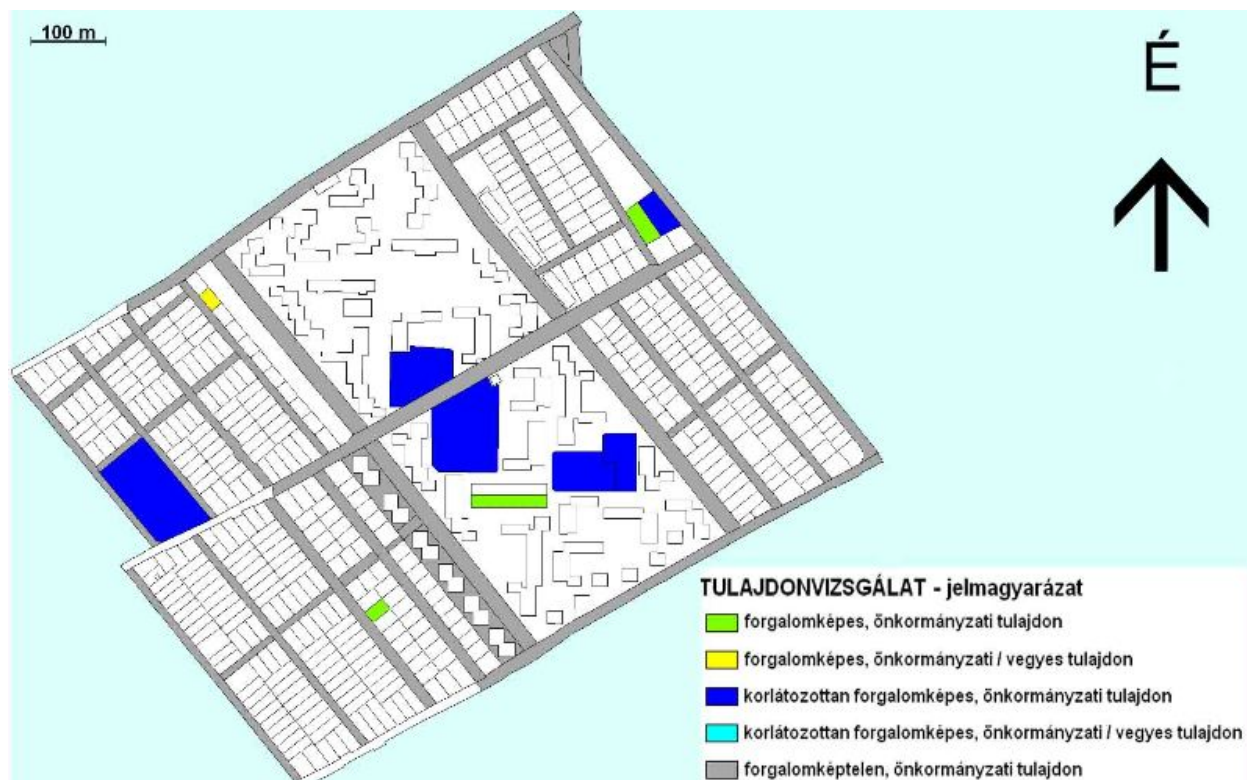 100 m
É
TULAJDONVIZSGÁLAT - jelmagyarázat
forgalomképes, önkormányzati tulajdon
forgalomképes, önkormányzati / vegyes tulajdon
korlátozottan forgalomképes, önkormányzati tulajdon
korlátozottan forgalomképes, önkormányzati / vegyes tulajdon
forgalomképtelen, önkormányzati tulajdon